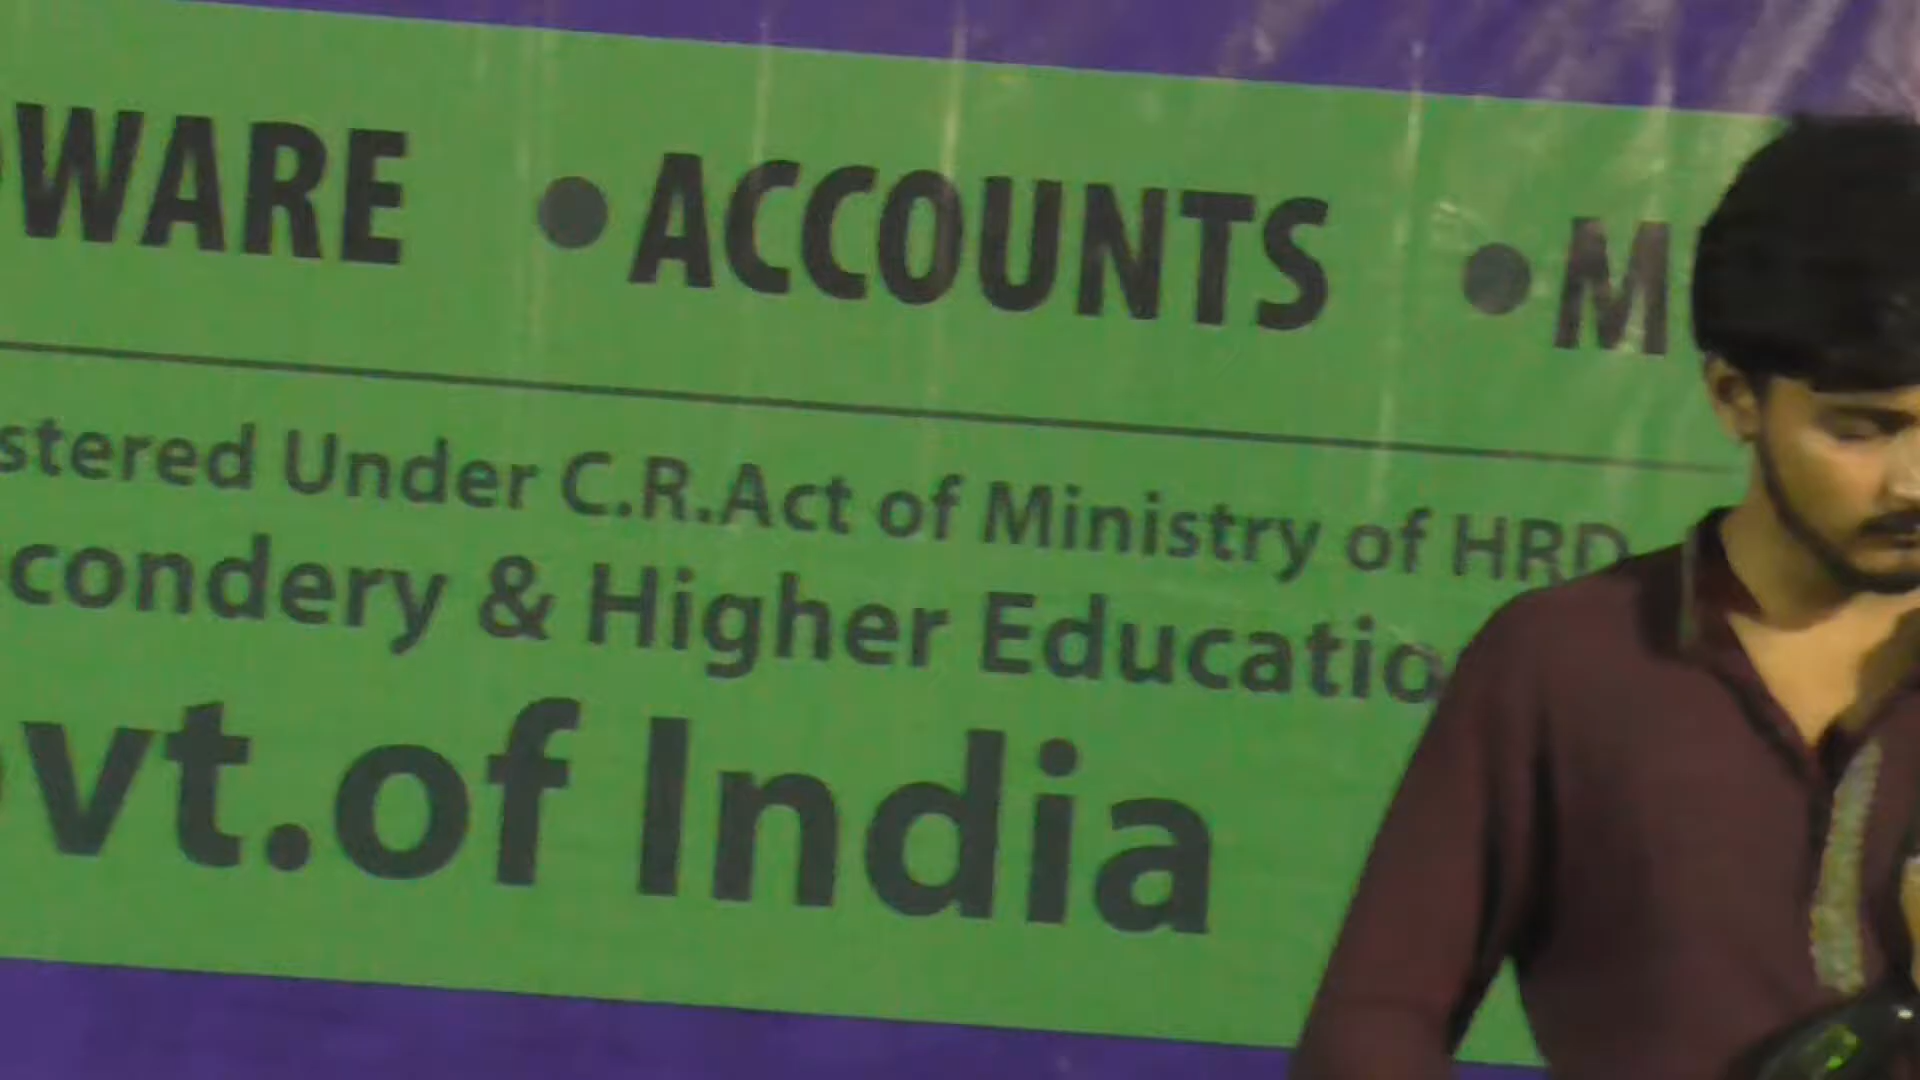 WARE •ACCOUNTS •M
stered Under C.R.Act of Ministry of HRD
condery & Higher Educatio
vt.of India